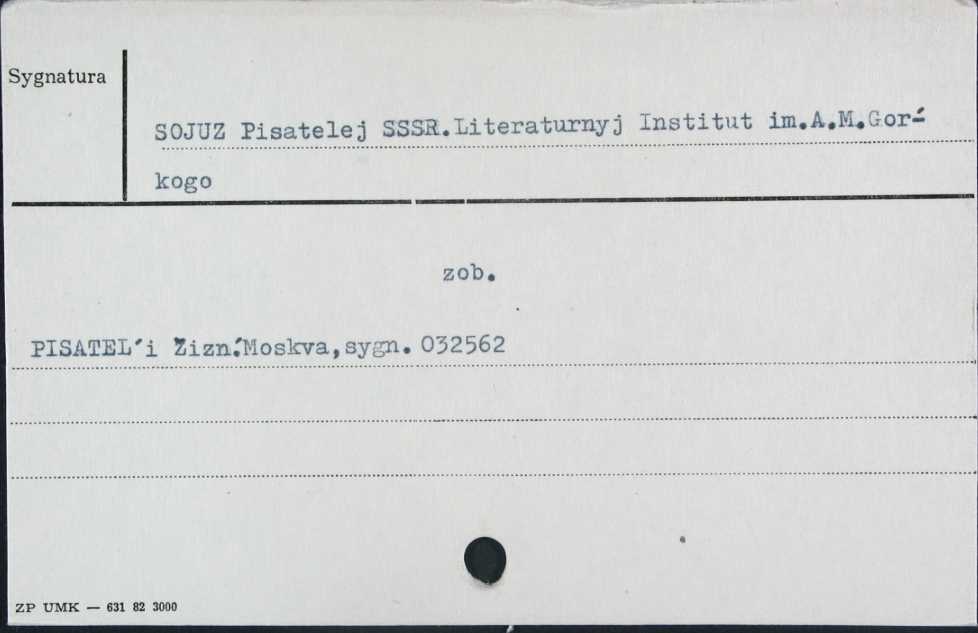 Sygnatura
SOJUZ Pisatelej SSSR.Literaturnyj Institut im.A.M.Gor´-
kogo
zob.
PISATEL´i Žizn´.Moskva,sygn. 032562
ZP UMK — 631 82 3000